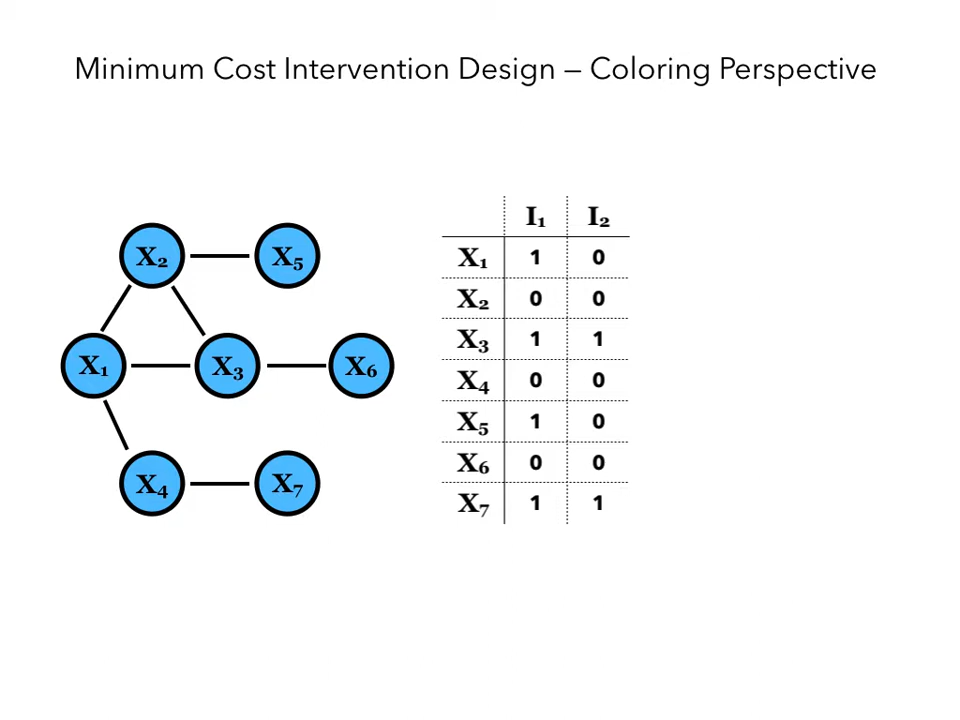 Minimum Cost Intervention Design – Coloring Perspective
I₁ I₂
X₂ X₅
X₁ X₃ X₆
X₄ X₇
X₁ 1 0
X₂ 0 0
X₃ 1 1
X₄ 0 0
X₅ 1 0
X₆ 0 0
X₇ 1 1